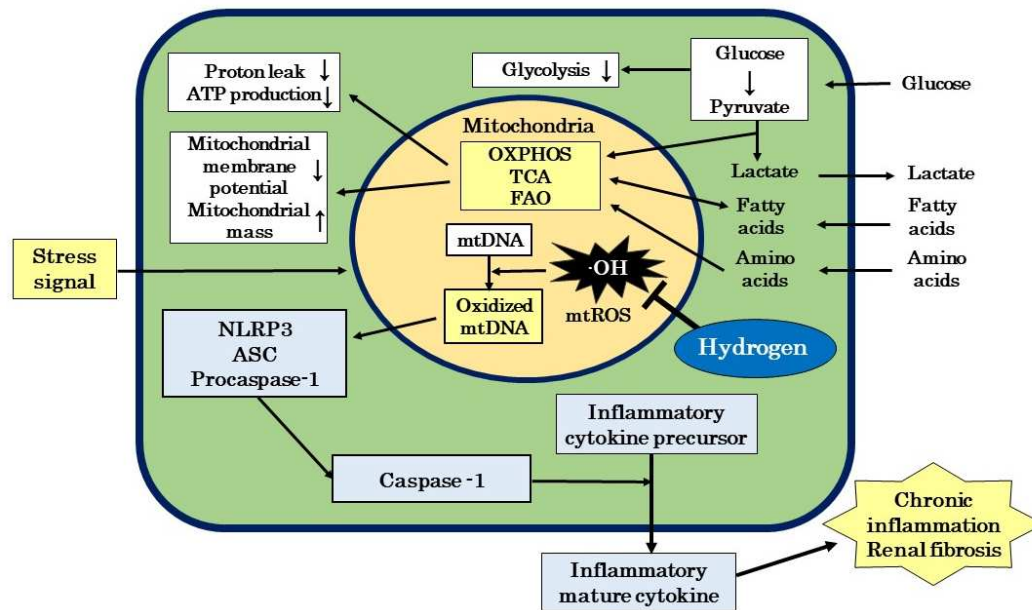 Proton leak ↓
ATP production ↓
Glycolysis ↓
Glucose
↓
Pyruvate
Glucose
Mitochondrial
membrane
potential ↓
Mitochondrial
mass ↑
Mitochondria
OXPHOS
TCA
FAO
Lactate
Lactate
Fatty
acids
Fatty
acids
Amino
acids
Amino
acids
Stress
signal
mtDNA
·OH
mtROS
Oxidized
mtDNA
Hydrogen
NLRP3
ASC
Procaspase-1
Inflammatory
cytokine precursor
Caspase -1
Chronic
inflammation
Renal fibrosis
Inflammatory
mature cytokine